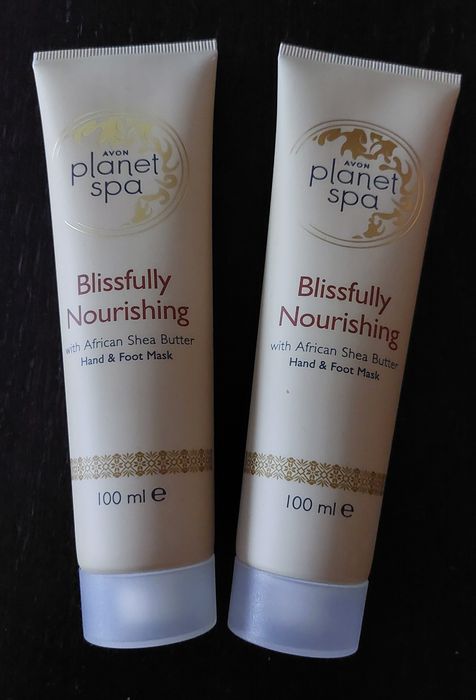 AVON
planet
spa
Blissfully
Nourishing
with African Shea Butter
Hand & Foot Mask
100 ml ℮
AVON
planet
spa
Blissfully
Nourishing
with African Shea Butter
Hand & Foot Mask
100 ml ℮